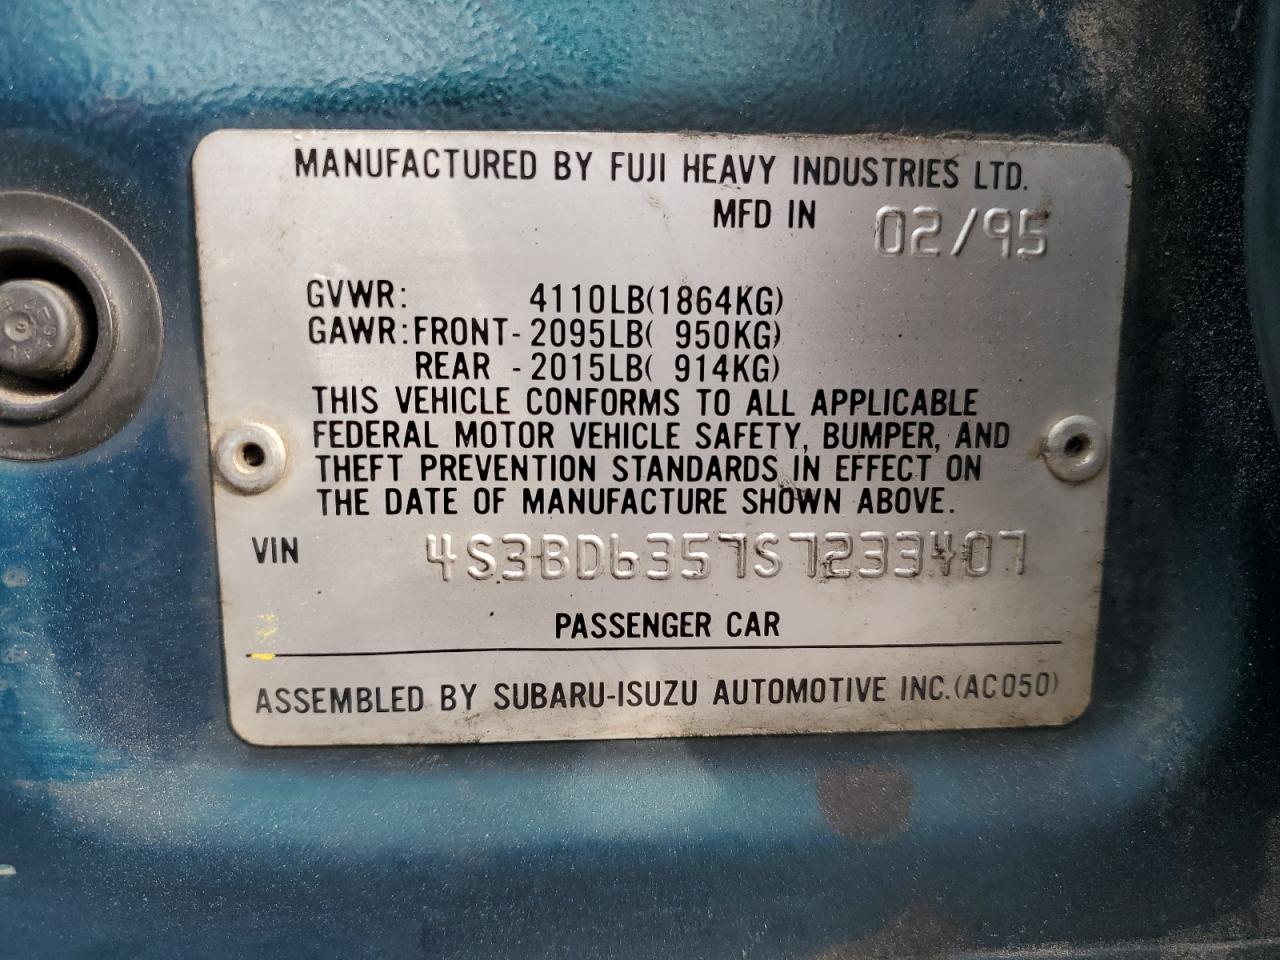 MANUFACTURED BY FUJI HEAVY INDUSTRIES LTD.
MFD IN 02/95
GVWR: 4110LB(1864KG)
GAWR:FRONT-2095LB( 950KG)
REAR -2015LB( 914KG)
THIS VEHICLE CONFORMS TO ALL APPLICABLE
FEDERAL MOTOR VEHICLE SAFETY, BUMPER, AND
THEFT PREVENTION STANDARDS IN EFFECT ON
THE DATE OF MANUFACTURE SHOWN ABOVE.
VIN 4S3BD6357S7233407
PASSENGER CAR
ASSEMBLED BY SUBARU-ISUZU AUTOMOTIVE INC.(AC050)